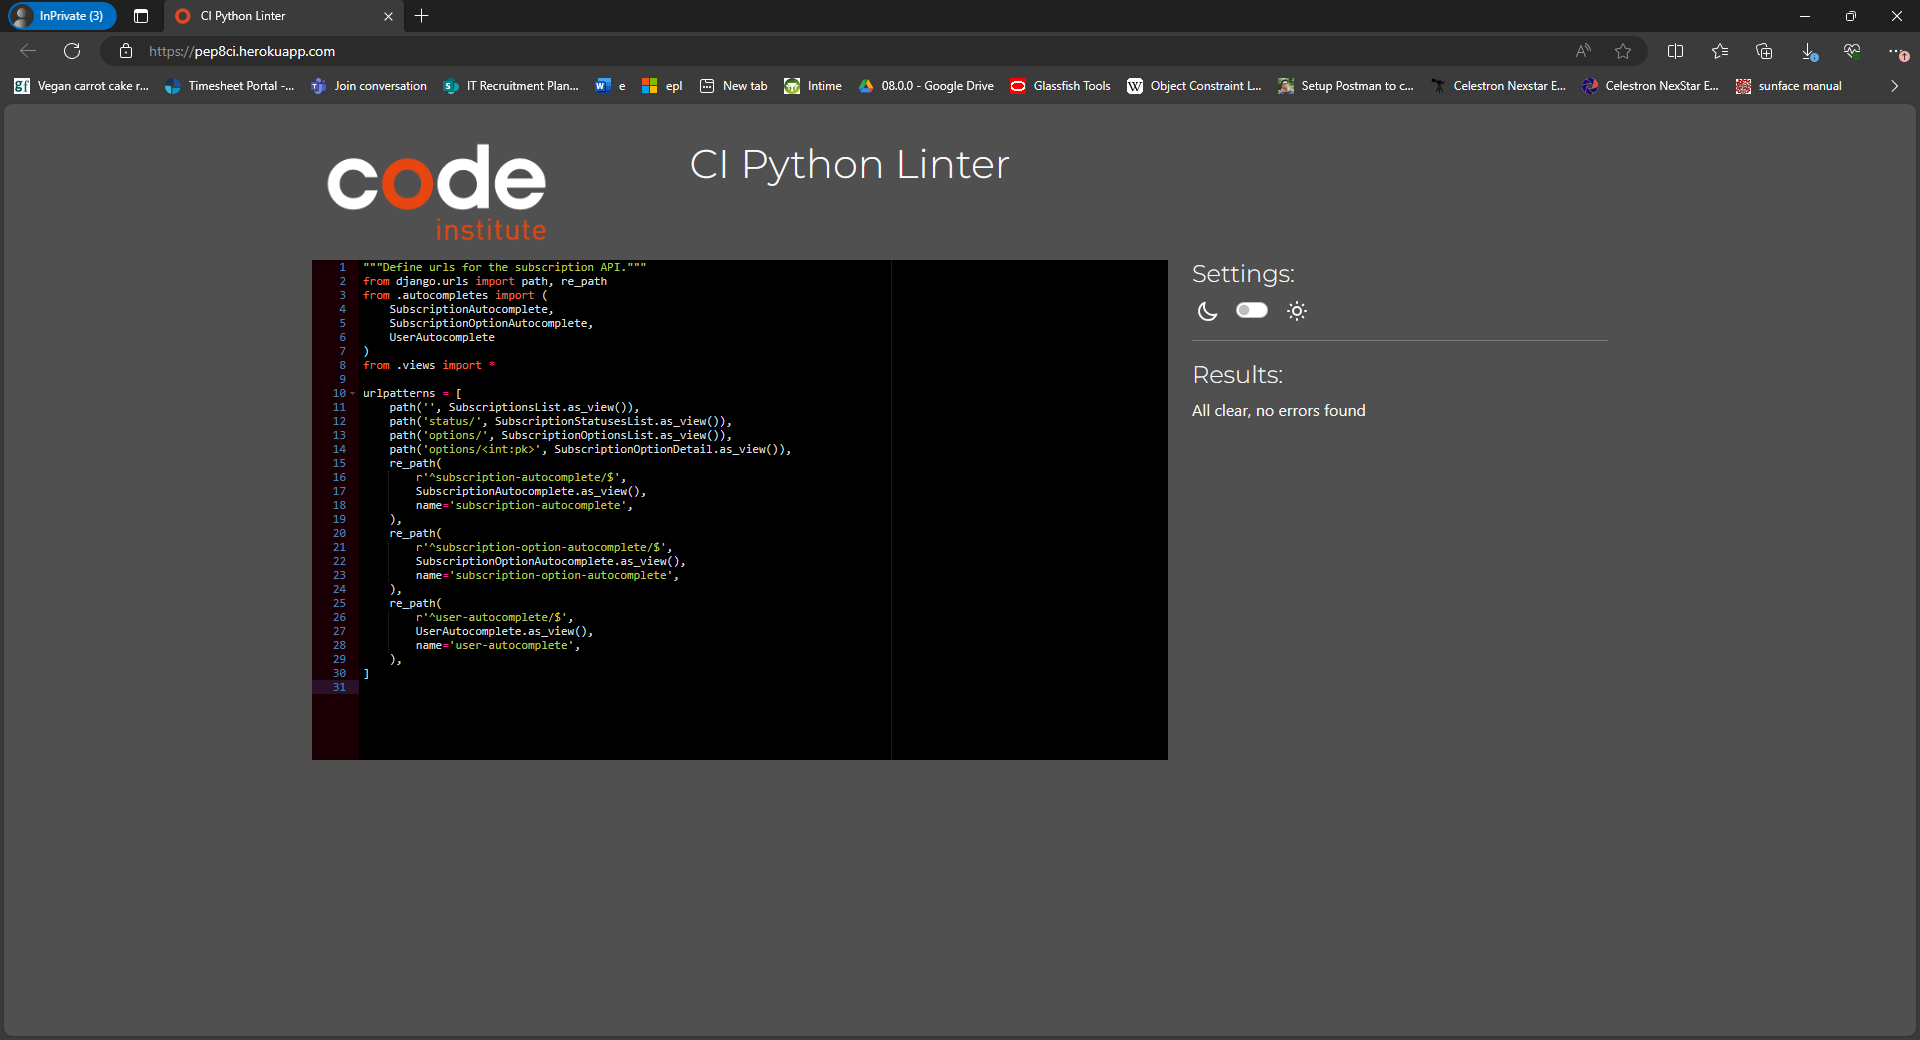 InPrivate (3)
CI Python Linter
https://pep8ci.herokuapp.com
Vegan carrot cake r... Timesheet Portal -... Join conversation IT Recruitment Plan... e epl New tab Intime 08.0.0 - Google Drive Glassfish Tools Object Constraint L... Setup Postman to c... Celestron Nexstar E... Celestron NexStar E... sunface manual
code
institute
CI Python Linter
1 """Define urls for the subscription API."""
2 from django.urls import path, re_path
3 from .autocompletes import (
4     SubscriptionAutocomplete,
5     SubscriptionOptionAutocomplete,
6     UserAutocomplete
7 )
8 from .views import *
9
10 urlpatterns = [
11     path('', SubscriptionsList.as_view()),
12     path('status/', SubscriptionStatusesList.as_view()),
13     path('options/', SubscriptionOptionsList.as_view()),
14     path('options/<int:pk>', SubscriptionOptionDetail.as_view()),
15     re_path(
16         r'^subscription-autocomplete/$',
17         SubscriptionAutocomplete.as_view(),
18         name='subscription-autocomplete',
19     ),
20     re_path(
21         r'^subscription-option-autocomplete/$',
22         SubscriptionOptionAutocomplete.as_view(),
23         name='subscription-option-autocomplete',
24     ),
25     re_path(
26         r'^user-autocomplete/$',
27         UserAutocomplete.as_view(),
28         name='user-autocomplete',
29     ),
30 ]
31
Settings:
Results:
All clear, no errors found